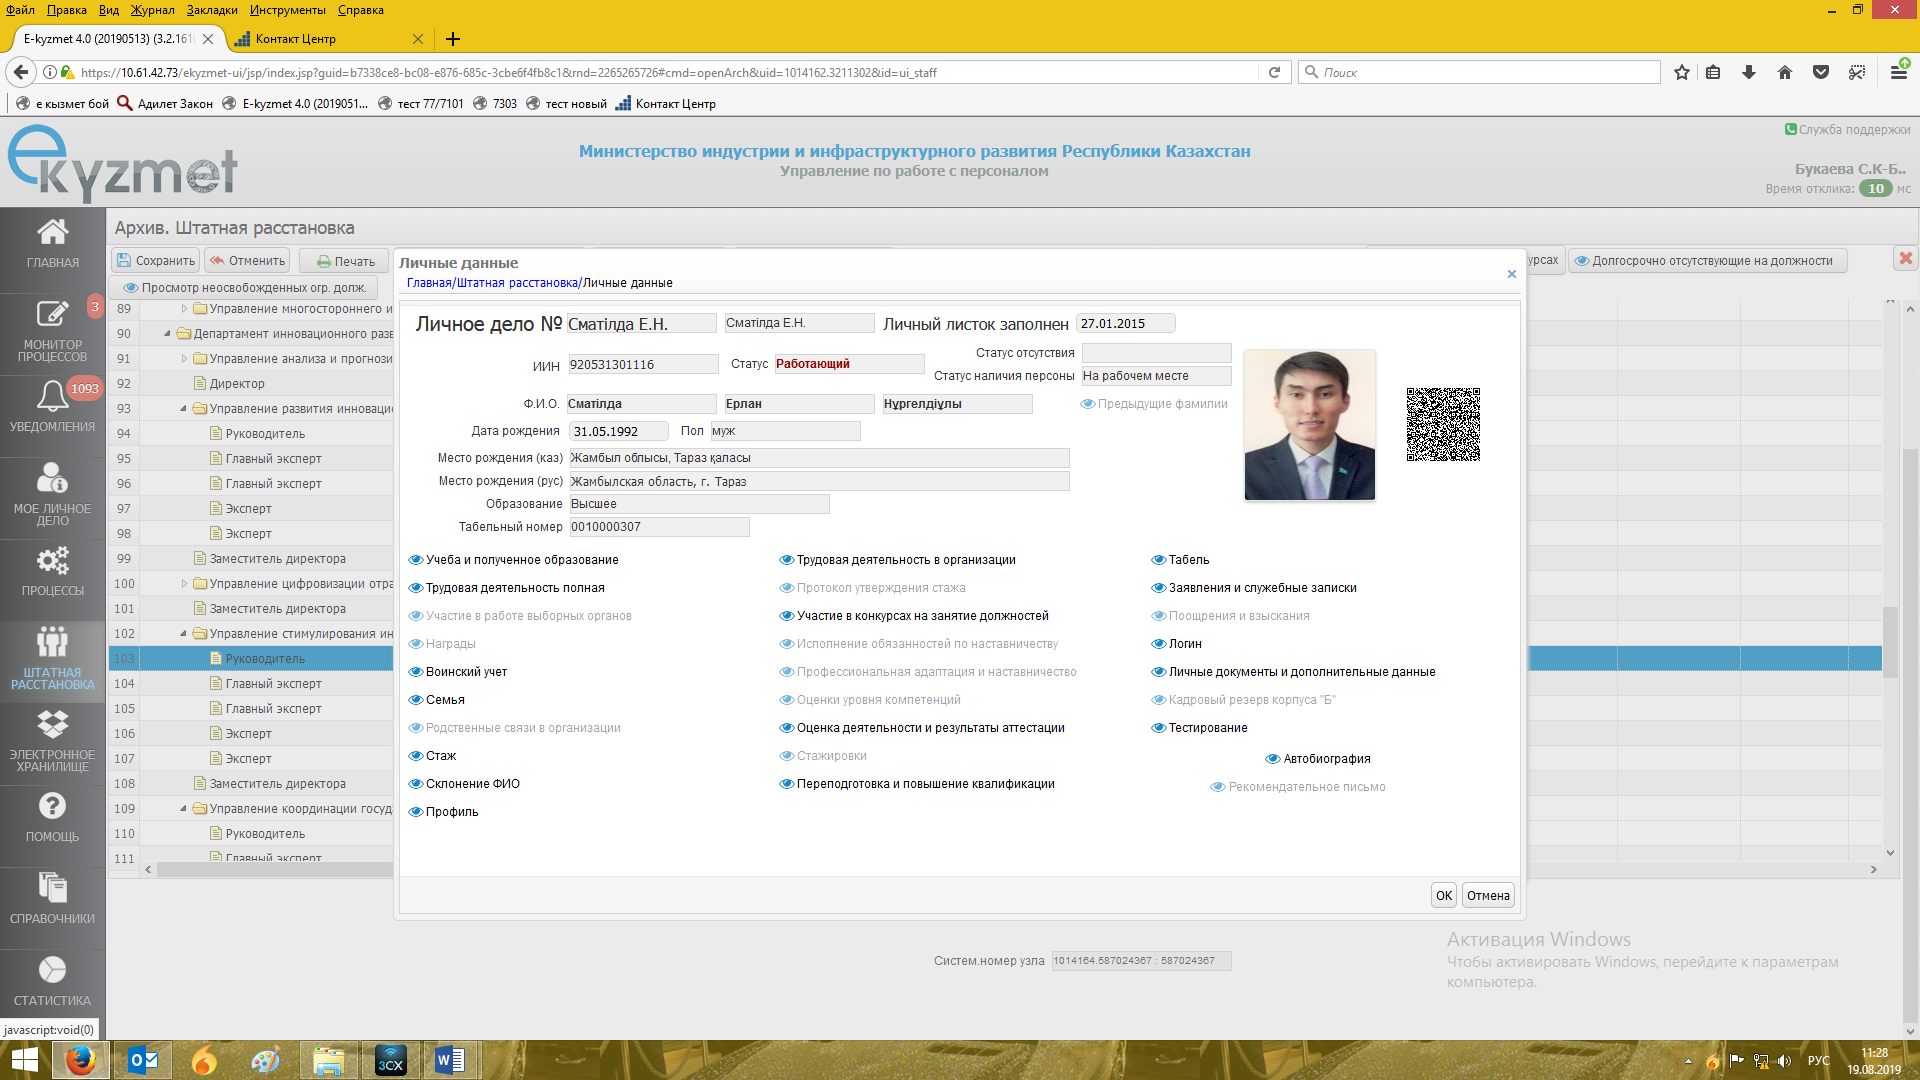 Файл Правка Вид Журнал Закладки Инструменты Справка
E-kyzmet 4.0 (20190513) (3.2.161
Контакт Центр
https://10.61.42.73/ekyzmet-ui/jsp/index.jsp?guid=b7338ce8-bc08-e876-685c-3cbe6f4fb8c1&rnd=2265265726#cmd=openArch&uid=1014162.3211302&id=ui_staff
Поиск
е кызмет бой Адилет Закон E-kyzmet 4.0 (2019051... тест 77/7101 7303 тест новый Контакт Центр
ekyzmet
Министерство индустрии и инфраструктурного развития Республики Казахстан
Управление по работе с персоналом
Служба поддержки
Букаева С.К-Б..
Время отклика: 10 мс
ГЛАВНАЯ
3
МОНИТОР ПРОЦЕССОВ
1093
УВЕДОМЛЕНИЯ
МОЕ ЛИЧНОЕ ДЕЛО
ПРОЦЕССЫ
ШТАТНАЯ РАССТАНОВКА
ЭЛЕКТРОННОЕ ХРАНИЛИЩЕ
ПОМОЩЬ
СПРАВОЧНИКИ
СТАТИСТИКА
javascript:void(0)
Архив. Штатная расстановка
Сохранить Отменить Печать
урсах Долгосрочно отсутствующие на должности
Просмотр неосвобожденных огр. долж.
89 Управление многостороннего и
90 Департамент инновационного разв
91 Управление анализа и прогнози
92 Директор
93 Управление развития инновацио
94 Руководитель
95 Главный эксперт
96 Главный эксперт
97 Эксперт
98 Эксперт
99 Заместитель директора
100 Управление цифровизации отра
101 Заместитель директора
102 Управление стимулирования ин
103 Руководитель
104 Главный эксперт
105 Главный эксперт
106 Эксперт
107 Эксперт
108 Заместитель директора
109 Управление координации госуд
110 Руководитель
111 Главный эксперт
Личные данные
Главная/Штатная расстановка/Личные данные
Личное дело № Сматілда Е.Н. Сматілда Е.Н. Личный листок заполнен 27.01.2015
ИИН 920531301116 Статус Работающий
Статус отсутствия
Статус наличия персоны На рабочем месте
Ф.И.О. Сматілда Ерлан Нұргелдіұлы Предыдущие фамилии
Дата рождения 31.05.1992 Пол муж
Место рождения (каз) Жамбыл облысы, Тараз қаласы
Место рождения (рус) Жамбылская область, г. Тараз
Образование Высшее
Табельный номер 0010000307
Учеба и полученное образование Трудовая деятельность в организации Табель
Трудовая деятельность полная Протокол утверждения стажа Заявления и служебные записки
Участие в работе выборных органов Участие в конкурсах на занятие должностей Поощрения и взыскания
Награды Исполнение обязанностей по наставничеству Логин
Воинский учет Профессиональная адаптация и наставничество Личные документы и дополнительные данные
Семья Оценки уровня компетенций Кадровый резерв корпуса "Б"
Родственные связи в организации Оценка деятельности и результаты аттестации Тестирование
Стаж Стажировки Автобиография
Склонение ФИО Переподготовка и повышение квалификации Рекомендательное письмо
Профиль
ОК Отмена
Систем.номер узла 1014164.587024367 : 587024367
Активация Windows
Чтобы активировать Windows, перейдите к параметрам
компьютера.
3CX
РУС
11:28
19.08.2019